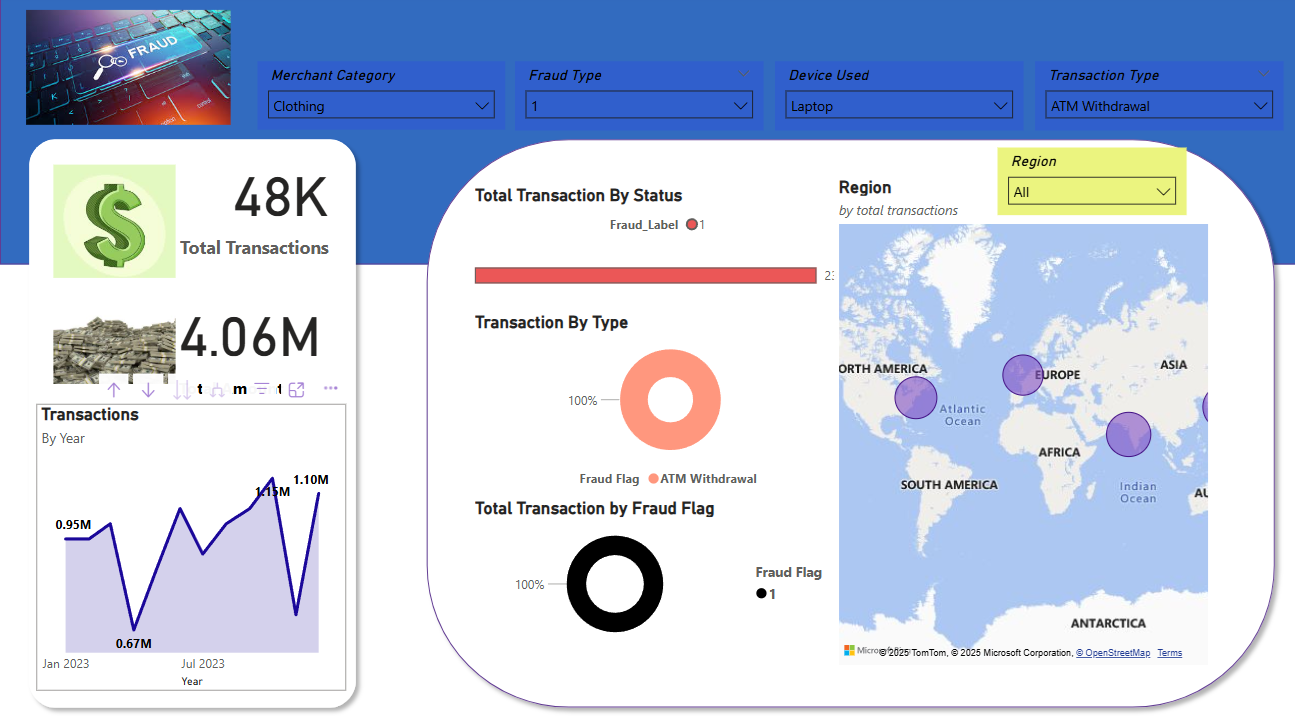 FRAUD
Merchant Category
Clothing
Fraud Type
1
Device Used
Laptop
Transaction Type
ATM Withdrawal
48K
Total Transactions
4.06M
Transactions
By Year
0.95M
1.15M
1.10M
0.67M
Jan 2023
Jul 2023
Year
Total Transaction By Status
Fraud_Label
1
Transaction By Type
100%
Fraud Flag
ATM Withdrawal
Total Transaction by Fraud Flag
100%
Fraud Flag
1
Region
by total transactions
Region
All
ORTH AMERICA
EUROPE
ASIA
Atlantic
Ocean
AFRICA
SOUTH AMERICA
Indian
Ocean
AU
ANTARCTICA
© 2025 TomTom, © 2025 Microsoft Corporation, © OpenStreetMap Terms